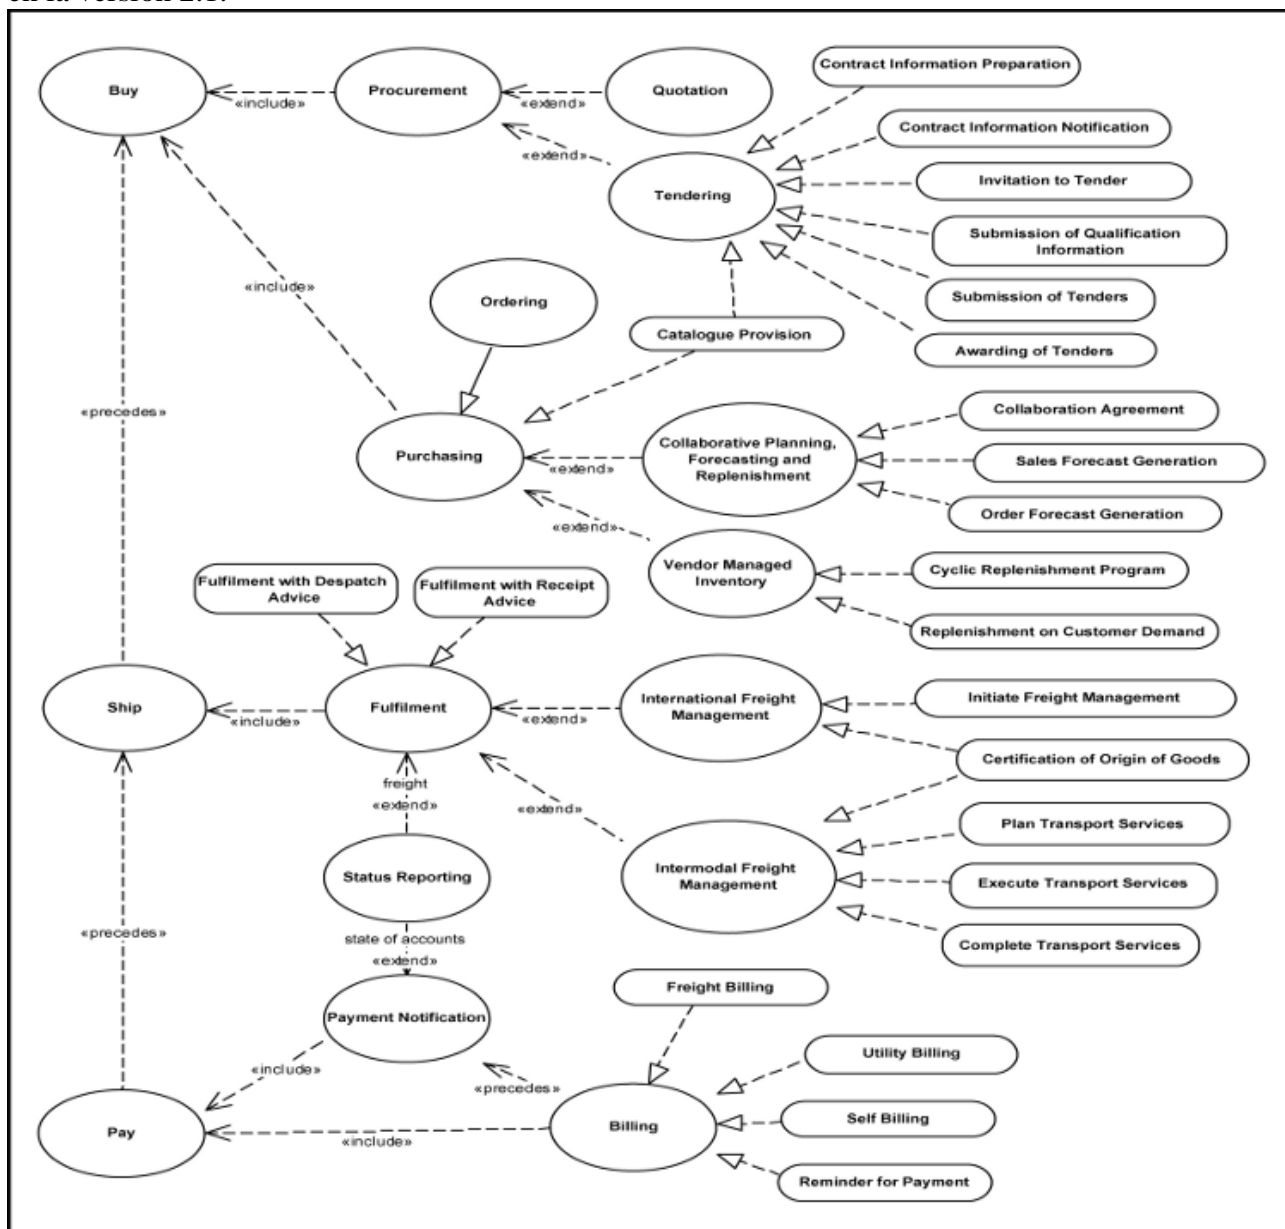 en la versión 2.1.
Contract Information Preparation
Buy
Procurement
Quotation
«include»
«extend»
Contract Information Notification
«extend»
Invitation to Tender
Tendering
Submission of Qualification
Information
«include»
Ordering
Submission of Tenders
Catalogue Provision
Awarding of Tenders
«precedes»
Collaboration Agreement
Purchasing
Collaborative Planning,
Forecasting and
Replenishment
«extend»
Sales Forecast Generation
Order Forecast Generation
«extend»
Vendor Managed
Inventory
Cyclic Replenishment Program
Fulfilment with Despatch
Advice
Fulfilment with Receipt
Advice
Replenishment on Customer Demand
Ship
«include»
Fulfilment
«extend»
International Freight
Management
Initiate Freight Management
Certification of Origin of Goods
freight
«extend»
«extend»
Plan Transport Services
Status Reporting
Intermodal Freight
Management
Execute Transport Services
«precedes»
state of accounts
«extend»
Complete Transport Services
Freight Billing
Payment Notification
Utility Billing
«include»
«precedes»
Pay
«include»
Billing
Self Billing
Reminder for Payment